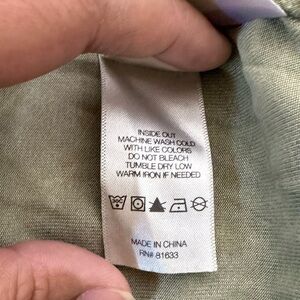 INSIDE OUT
MACHINE WASH COLD
WITH LIKE COLORS
DO NOT BLEACH
TUMBLE DRY LOW
WARM IRON IF NEEDED
MADE IN CHINA
RN# 81633